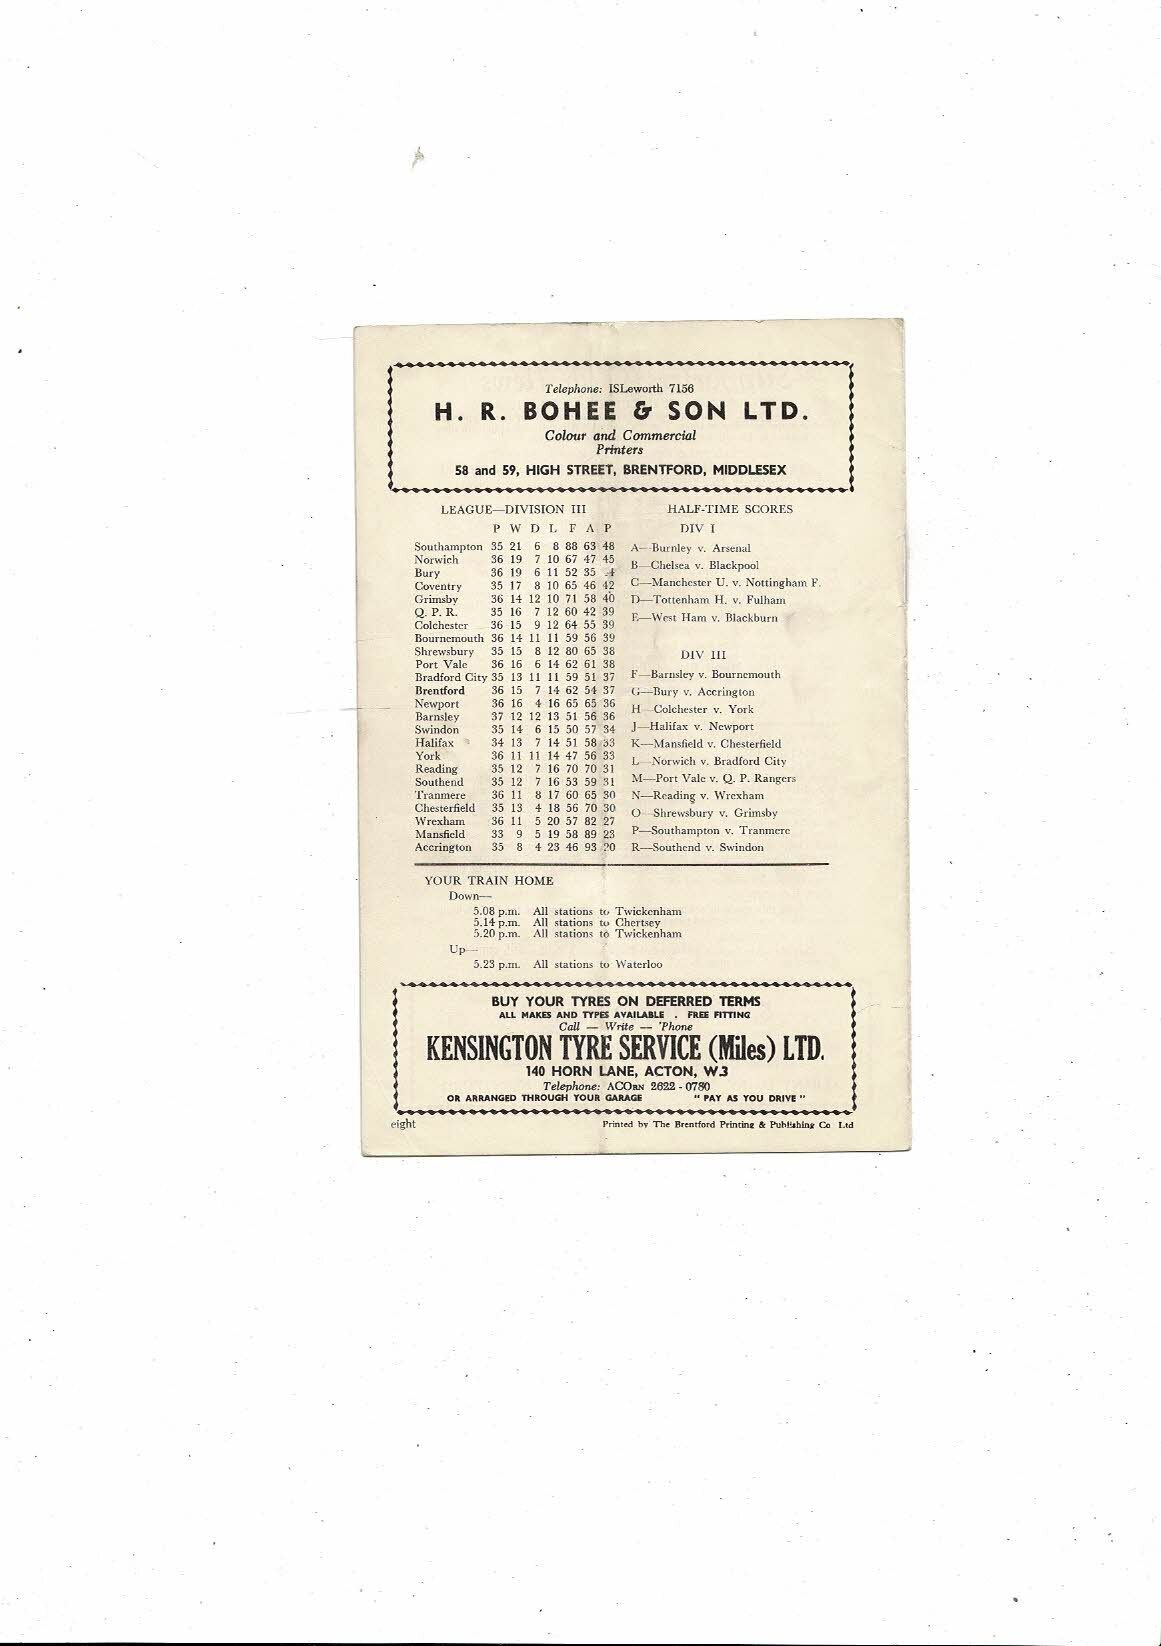 Telephone: ISLeworth 7156
H. R. BOHEE & SON LTD.
Colour and Commercial
Printers
58 and 59, HIGH STREET, BRENTFORD, MIDDLESEX
LEAGUE—DIVISION III
P W D L F A P
Southampton 35 21 6 8 88 63 48
Norwich 36 19 7 10 67 47 45
Bury 36 19 6 11 52 35
Coventry 35 17 8 10 65 46 42
Grimsby 36 14 12 10 71 58 40
Q. P. R. 35 16 7 12 60 42 39
Colchester 36 15 9 12 64 55 39
Bournemouth 36 14 11 11 59 56 39
Shrewsbury 35 15 8 12 80 65 38
Port Vale 36 16 6 14 62 61 38
Bradford City 35 13 11 11 59 51 37
Brentford 36 15 7 14 62 54 37
Newport 36 16 4 16 65 65 36
Barnsley 37 12 12 13 51 56 36
Swindon 35 14 6 15 50 57 34
Halifax 34 13 7 14 51 58 33
York 36 11 11 14 47 56 33
Reading 35 12 7 16 70 70 31
Southend 35 12 7 16 53 59 31
Tranmere 36 11 8 17 60 65 30
Chesterfield 35 13 4 18 56 70 30
Wrexham 36 11 5 20 57 82 27
Mansfield 33 9 5 19 58 89 23
Accrington 35 8 4 23 46 93 20
HALF-TIME SCORES
DIV I
A—Burnley v. Arsenal
B—Chelsea v. Blackpool
C—Manchester U. v. Nottingham F.
D—Tottenham H. v. Fulham
E—West Ham v. Blackburn
DIV III
F—Barnsley v. Bournemouth
G—Bury v. Accrington
H—Colchester v. York
J—Halifax v. Newport
K—Mansfield v. Chesterfield
L—Norwich v. Bradford City
M—Port Vale v. Q. P. Rangers
N—Reading v. Wrexham
O—Shrewsbury v. Grimsby
P—Southampton v. Tranmere
R—Southend v. Swindon
YOUR TRAIN HOME
Down—
5.08 p.m. All stations to Twickenham
5.14 p.m. All stations to Chertsey
5.20 p.m. All stations to Twickenham
Up—
5.23 p.m. All stations to Waterloo
BUY YOUR TYRES ON DEFERRED TERMS
ALL MAKES AND TYPES AVAILABLE . FREE FITTING
Call — Write — 'Phone
KENSINGTON TYRE SERVICE (Miles) LTD.
140 HORN LANE, ACTON, W.3
Telephone: ACORN 2622 - 0780
OR ARRANGED THROUGH YOUR GARAGE " PAY AS YOU DRIVE "
eight
Printed by The Brentford Printing & Publishing Co Ltd